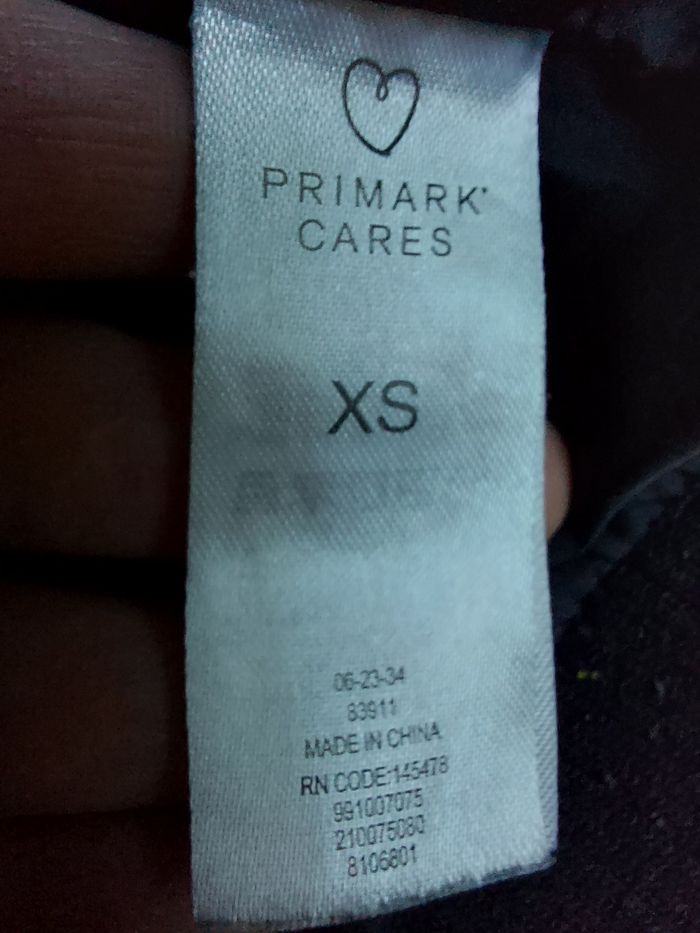 PRIMARK®
CARES
XS
06-23-34
83911
MADE IN CHINA
RN CODE:145478
991007075
210075080
8106801